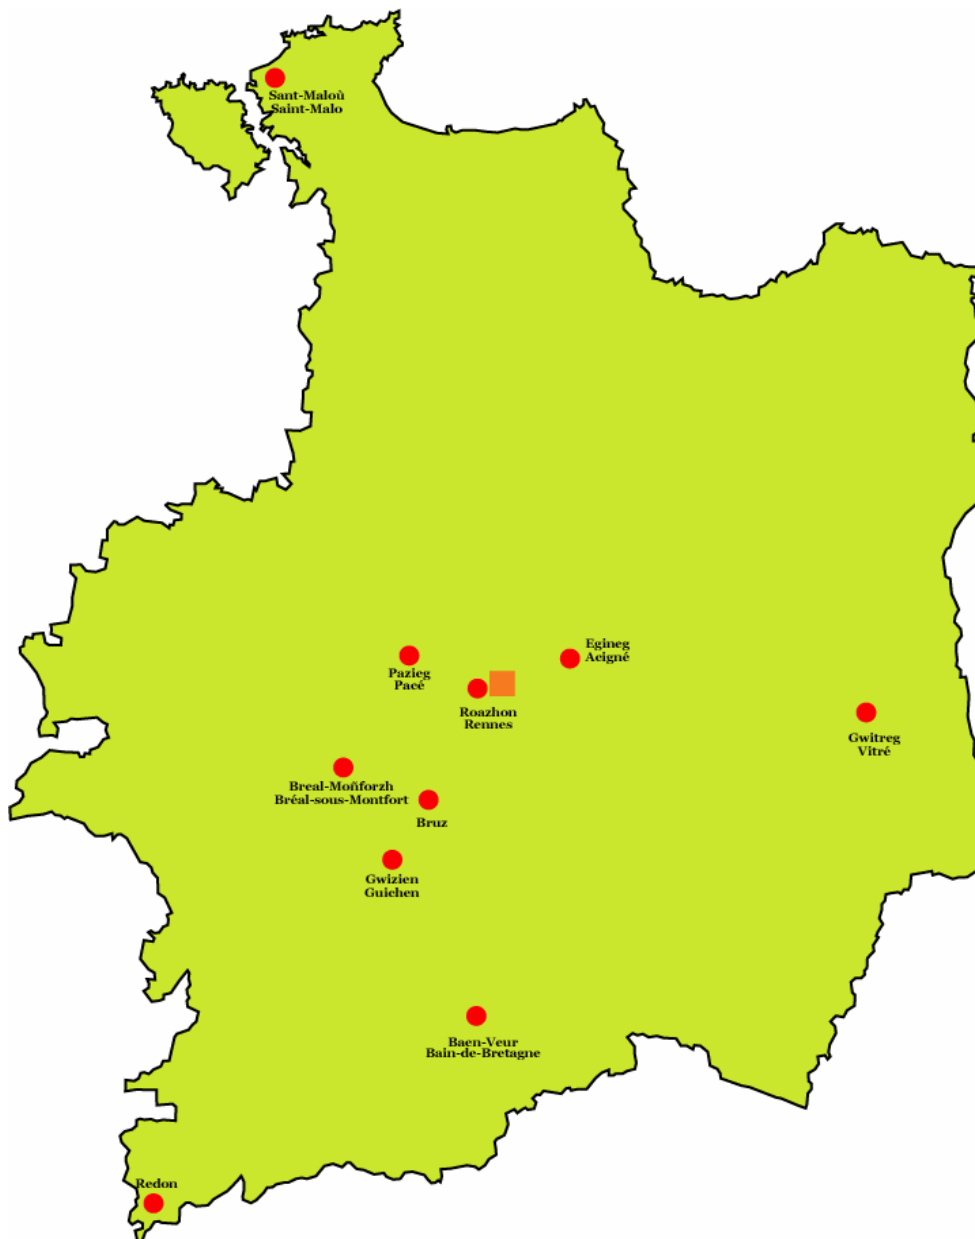 Sant-Maloù
Saint-Malo
Egineg
Acigné
Pazieg
Pacé
Roazhon
Rennes
Gwitreg
Vitré
Breal-Moñforzh
Bréal-sous-Montfort
Bruz
Gwizien
Guichen
Baen-Veur
Bain-de-Bretagne
Redon